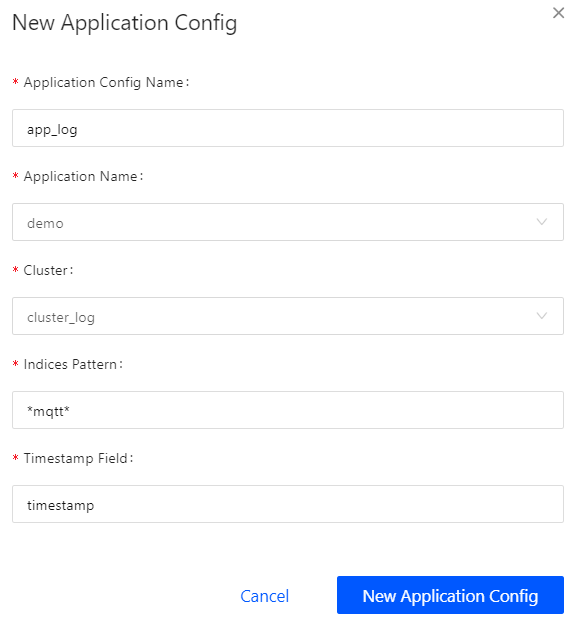 New Application Config
* Application Config Name:
app_log
* Application Name:
demo
* Cluster:
cluster_log
* Indices Pattern:
*mqtt*
* Timestamp Field:
timestamp
Cancel
New Application Config